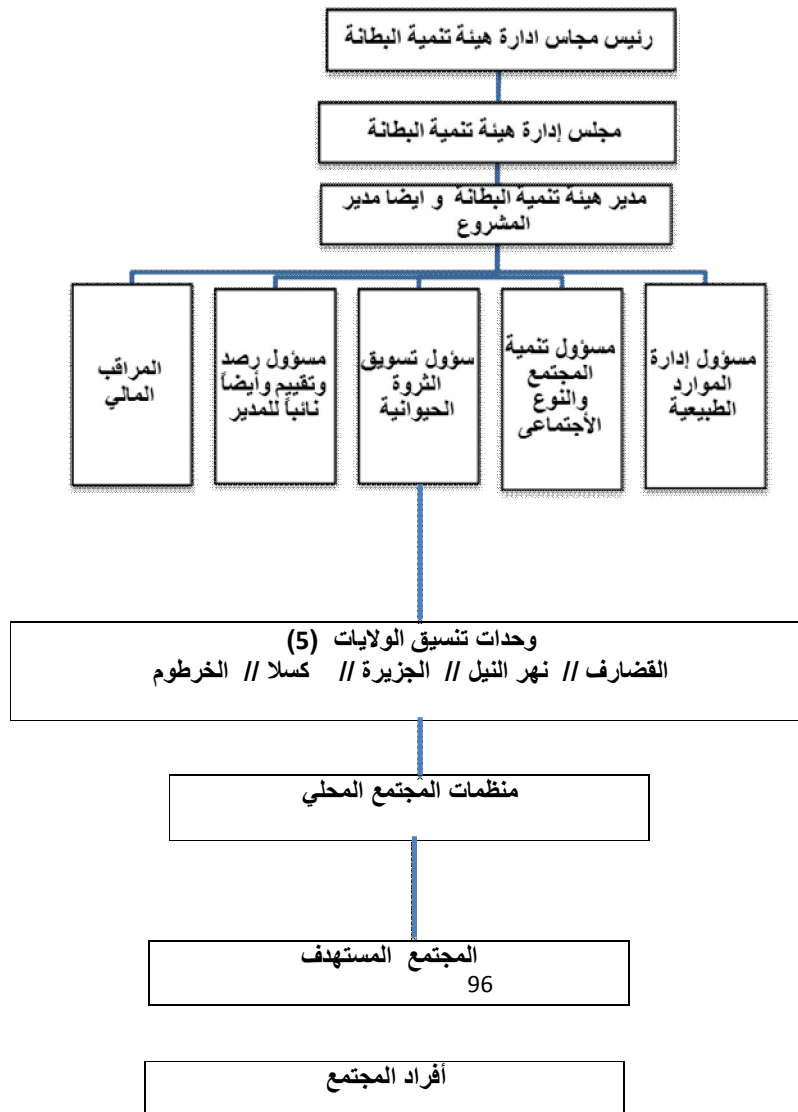 رئيس مجاس ادارة هيئة تنمية البطانة
مجلس إدارة هيئة تنمية البطانة
مدير هيئة تنمية البطانة و ايضا مدير
المشروع
مسؤول إدارة
الموارد
الطبيعية
مسؤول تنمية
المجتمع
والنوع
الأجتماعى
سؤول تسويق
الثروة
الحيوانية
مسؤول رصد
وتقييم وأيضاً
نائباً للمدير
المراقب
المالي
وحدات تنسيق الولايات (5)
القضارف // نهر النيل // الجزيرة // كسلا // الخرطوم
منظمات المجتمع المحلي
المجتمع المستهدف
96
أفراد المجتمع